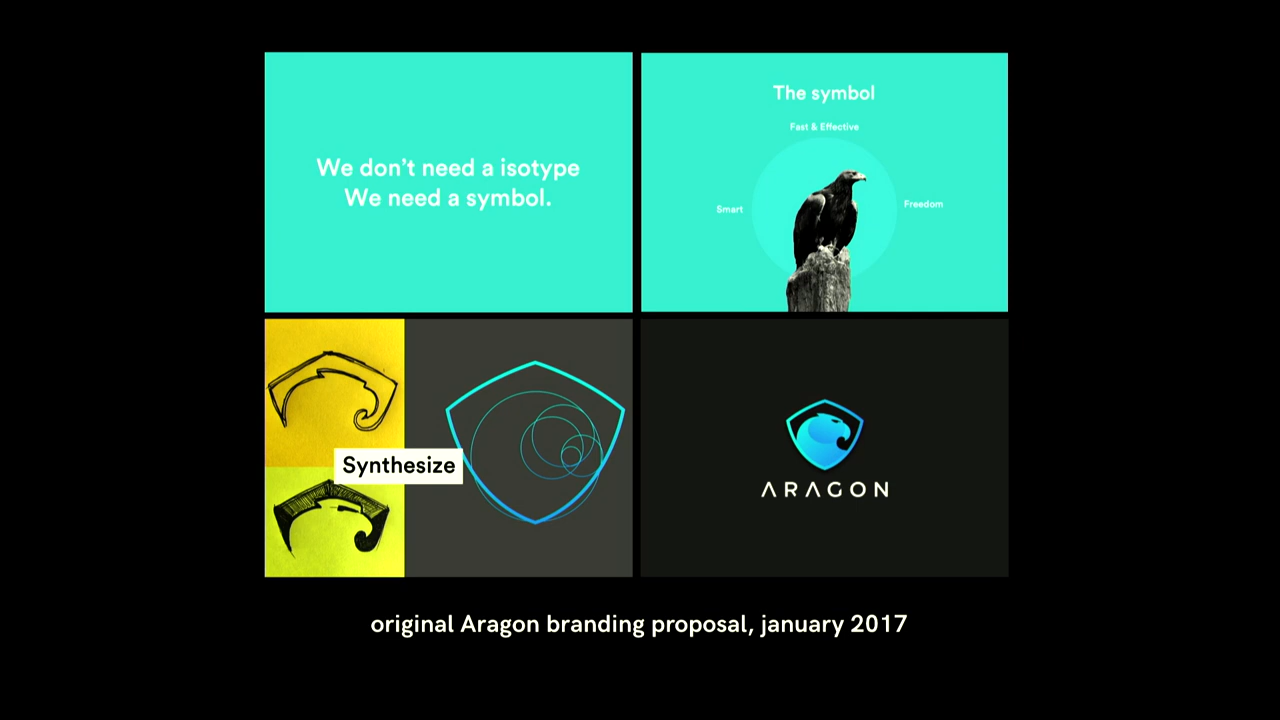 We don't need a isotype
We need a symbol.
The symbol
Fast & Effective
Smart
Freedom
Synthesize
ARAGON
original Aragon branding proposal, january 2017